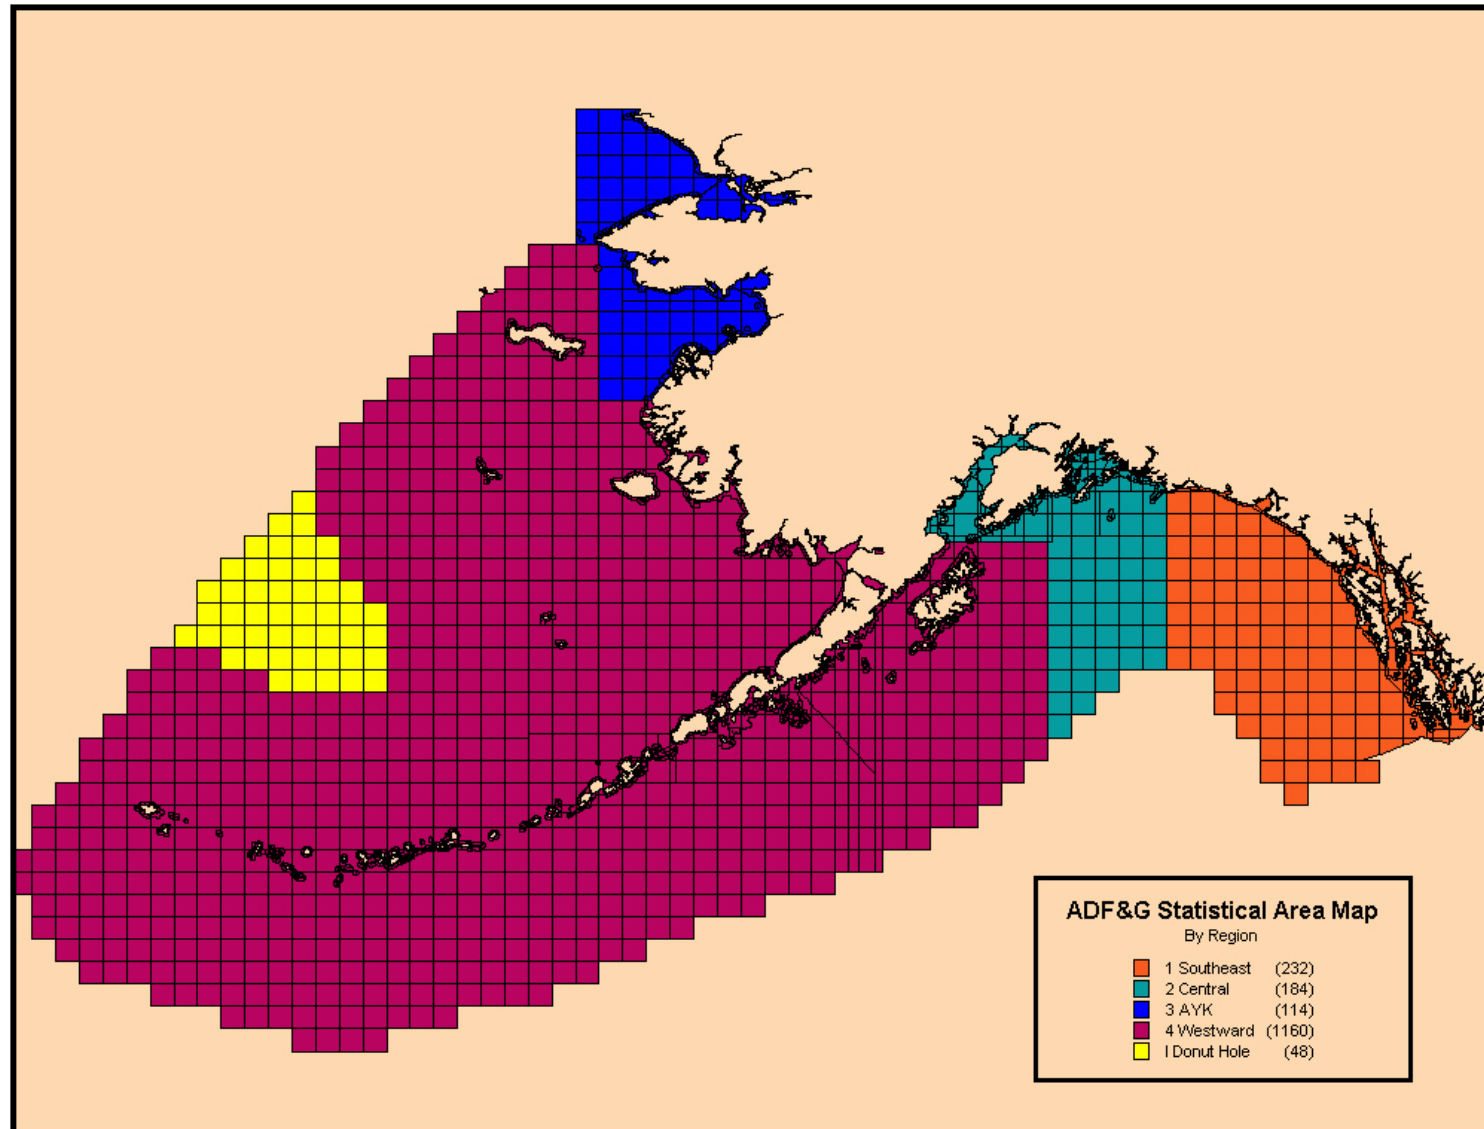 ADF&G Statistical Area Map
By Region
1 Southeast (232)
2 Central (184)
3 AYK (114)
4 Westward (1160)
I Donut Hole (48)